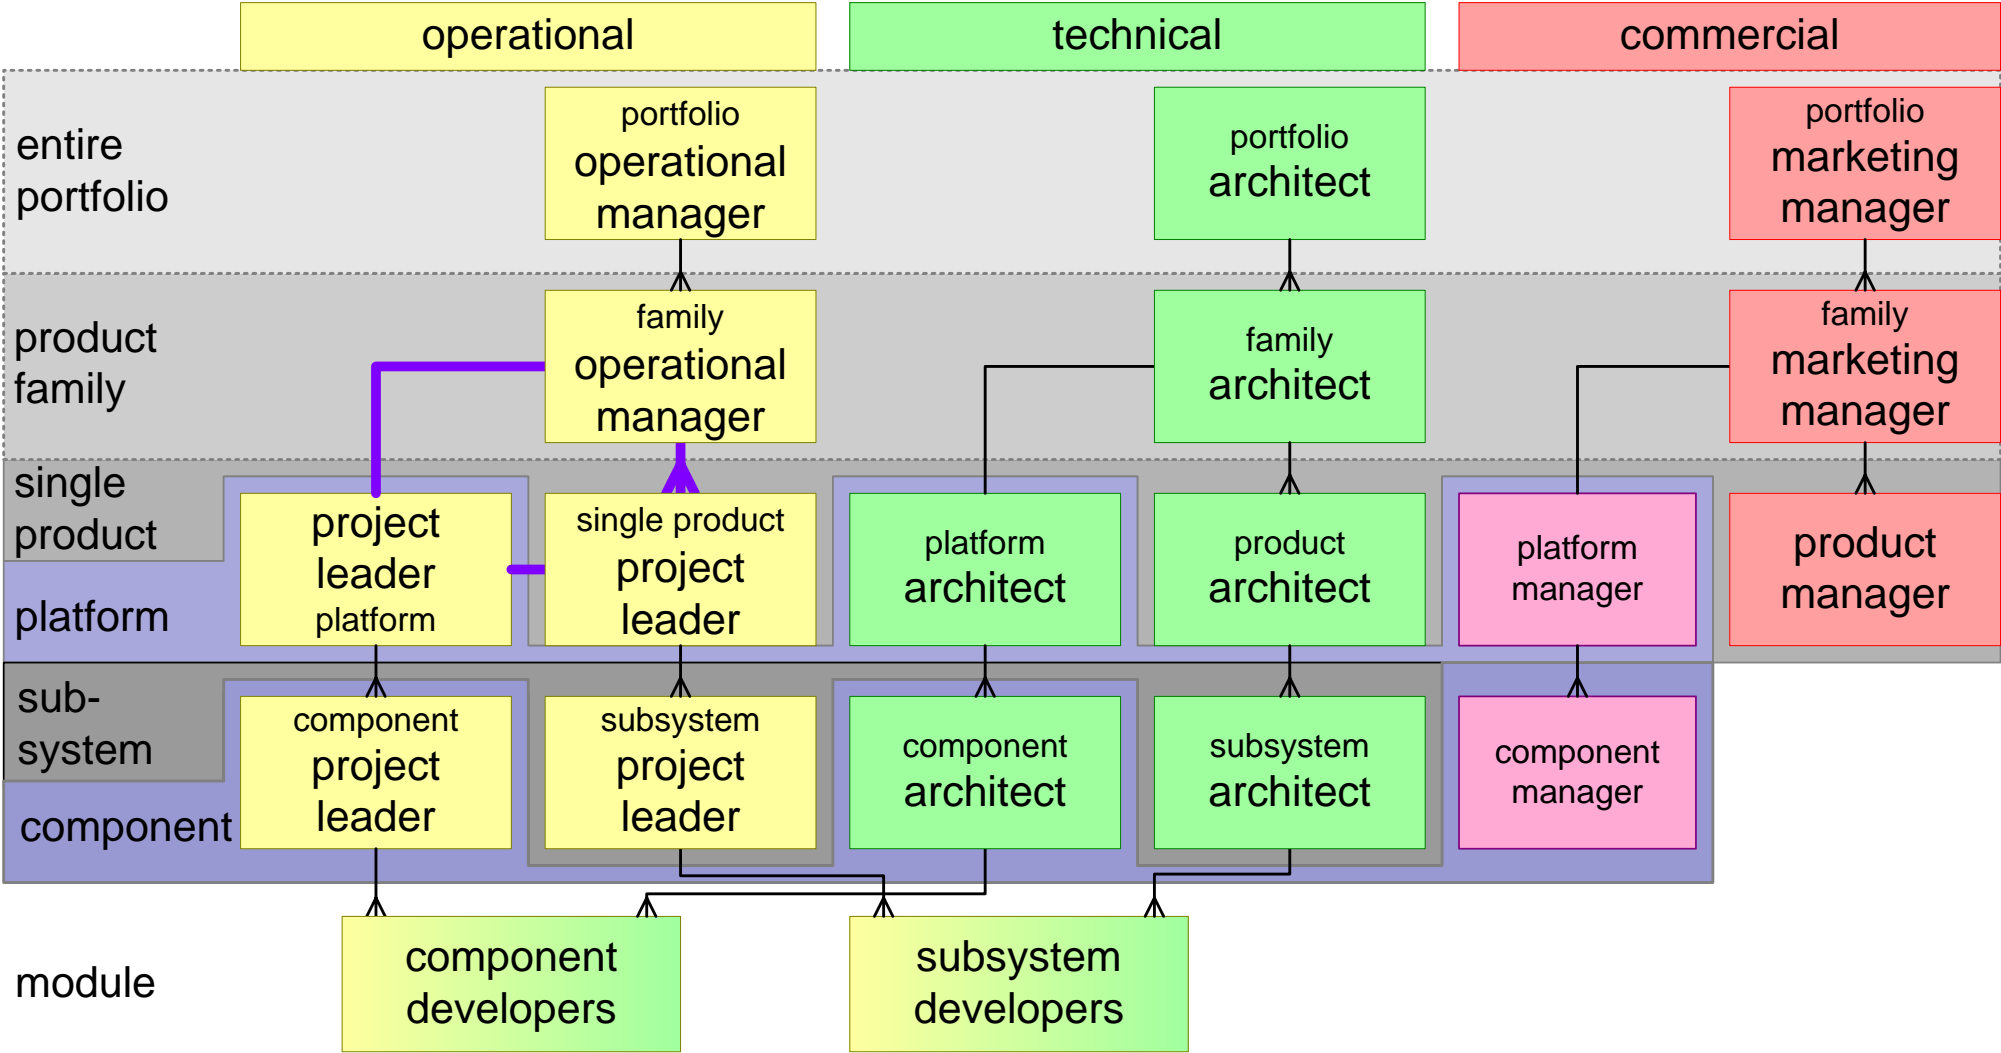 operational
technical
commercial
entire
portfolio
portfolio
operational
manager
portfolio
architect
portfolio
marketing
manager
product
family
family
operational
manager
family
architect
family
marketing
manager
single
product
platform
project
leader
platform
single product
project
leader
platform
architect
product
architect
platform
manager
product
manager
sub-
system
component
component
project
leader
subsystem
project
leader
component
architect
subsystem
architect
component
manager
module
component
developers
subsystem
developers